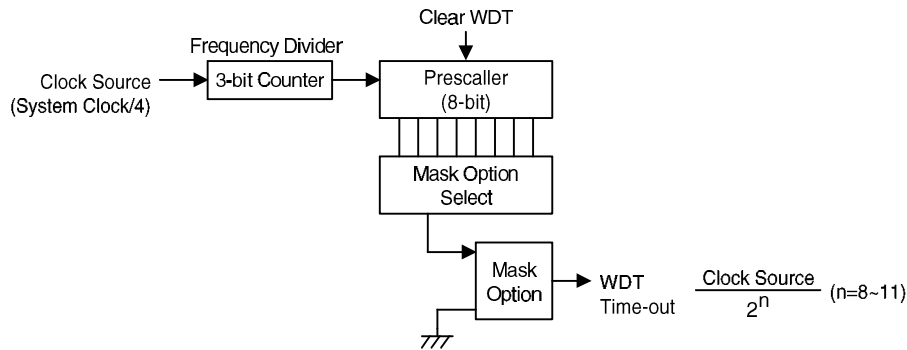 Clear WDT
Frequency Divider
Clock Source
(System Clock/4)
3-bit Counter
Prescaller
(8-bit)
Mask Option
Select
Mask
Option
WDT
Time-out
Clock Source
2^n
(n=8~11)